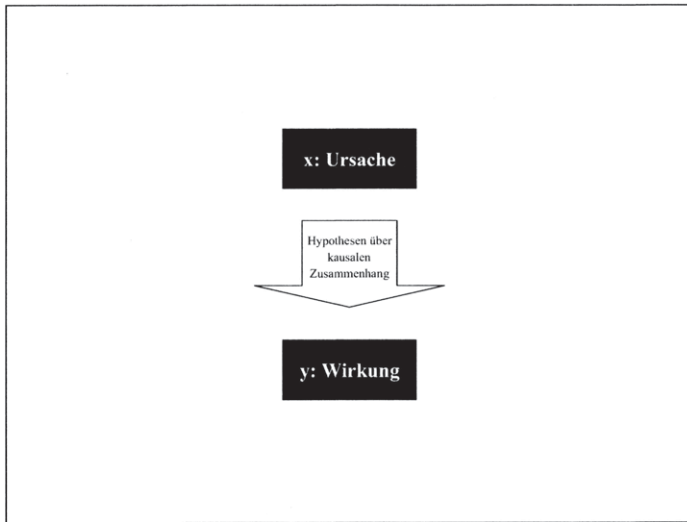 x: Ursache
Hypothesen über
kausalen
Zusammenhang
y: Wirkung